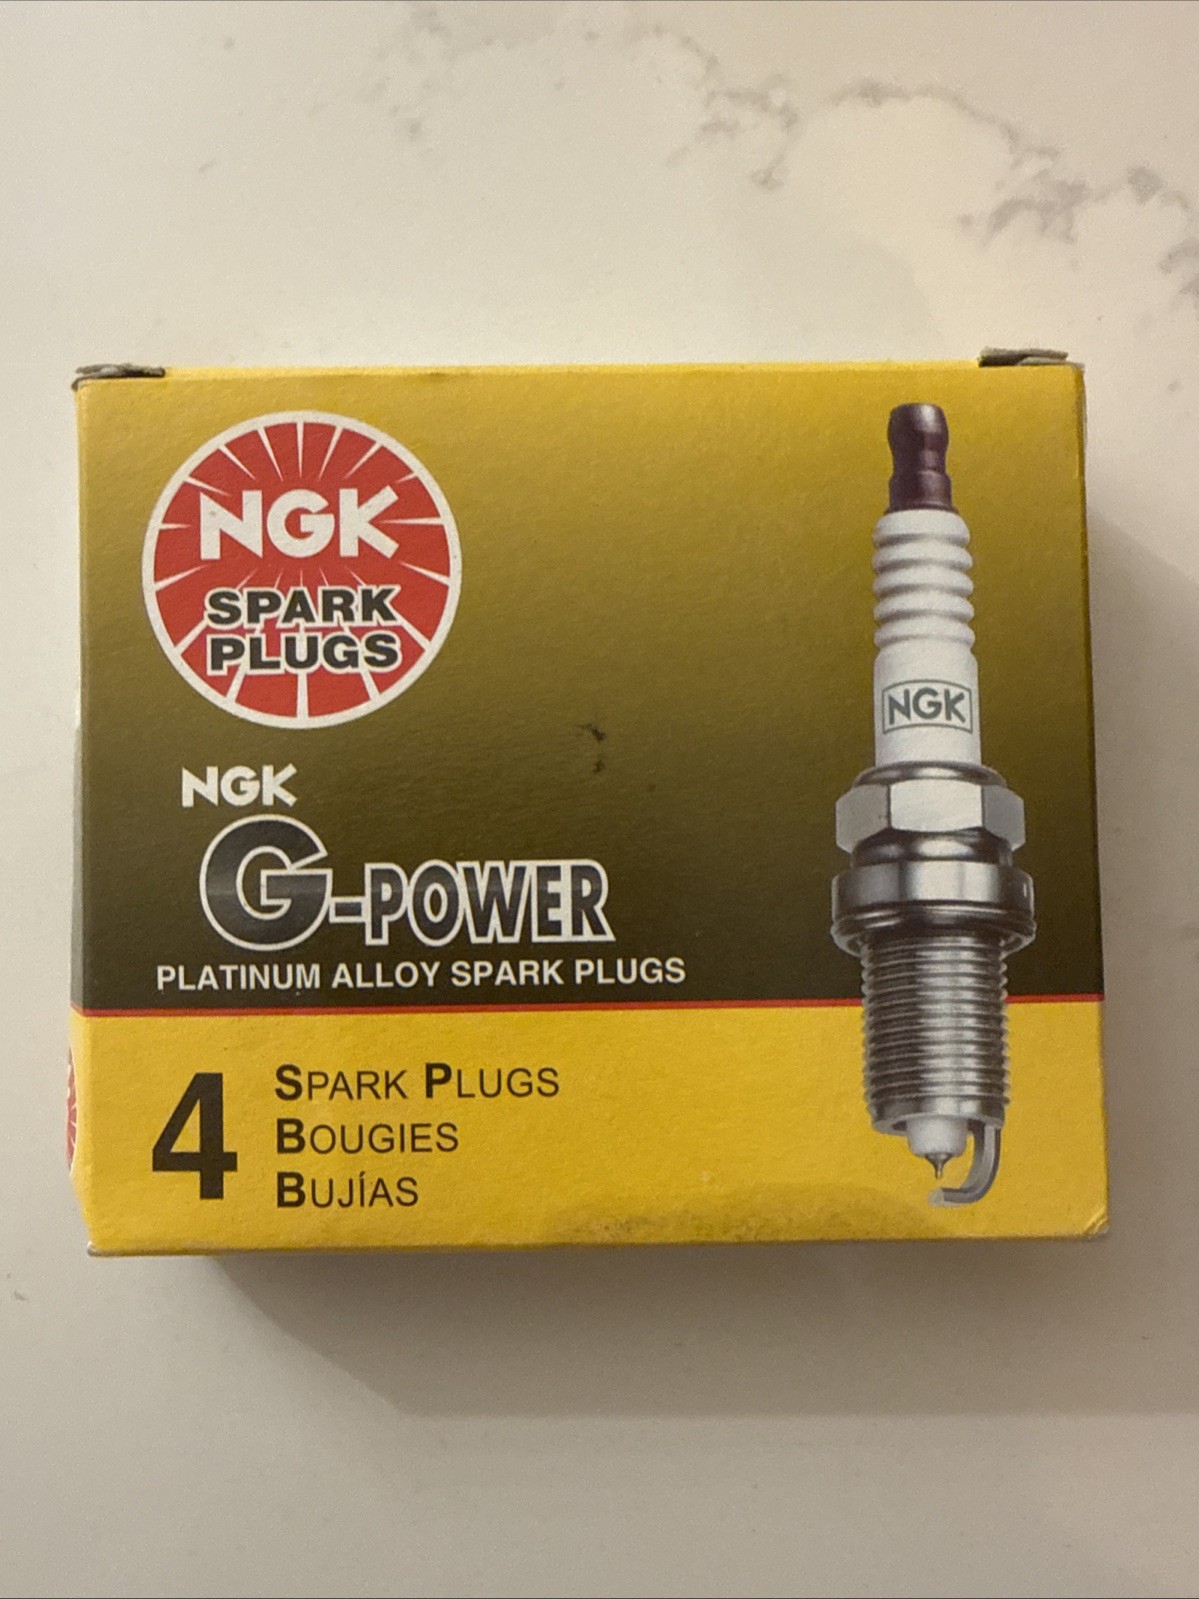 NGK
SPARK
PLUGS
NGK
G-POWER
PLATINUM ALLOY SPARK PLUGS
4 SPARK PLUGS
BOUGIES
BUJÍAS
NGK